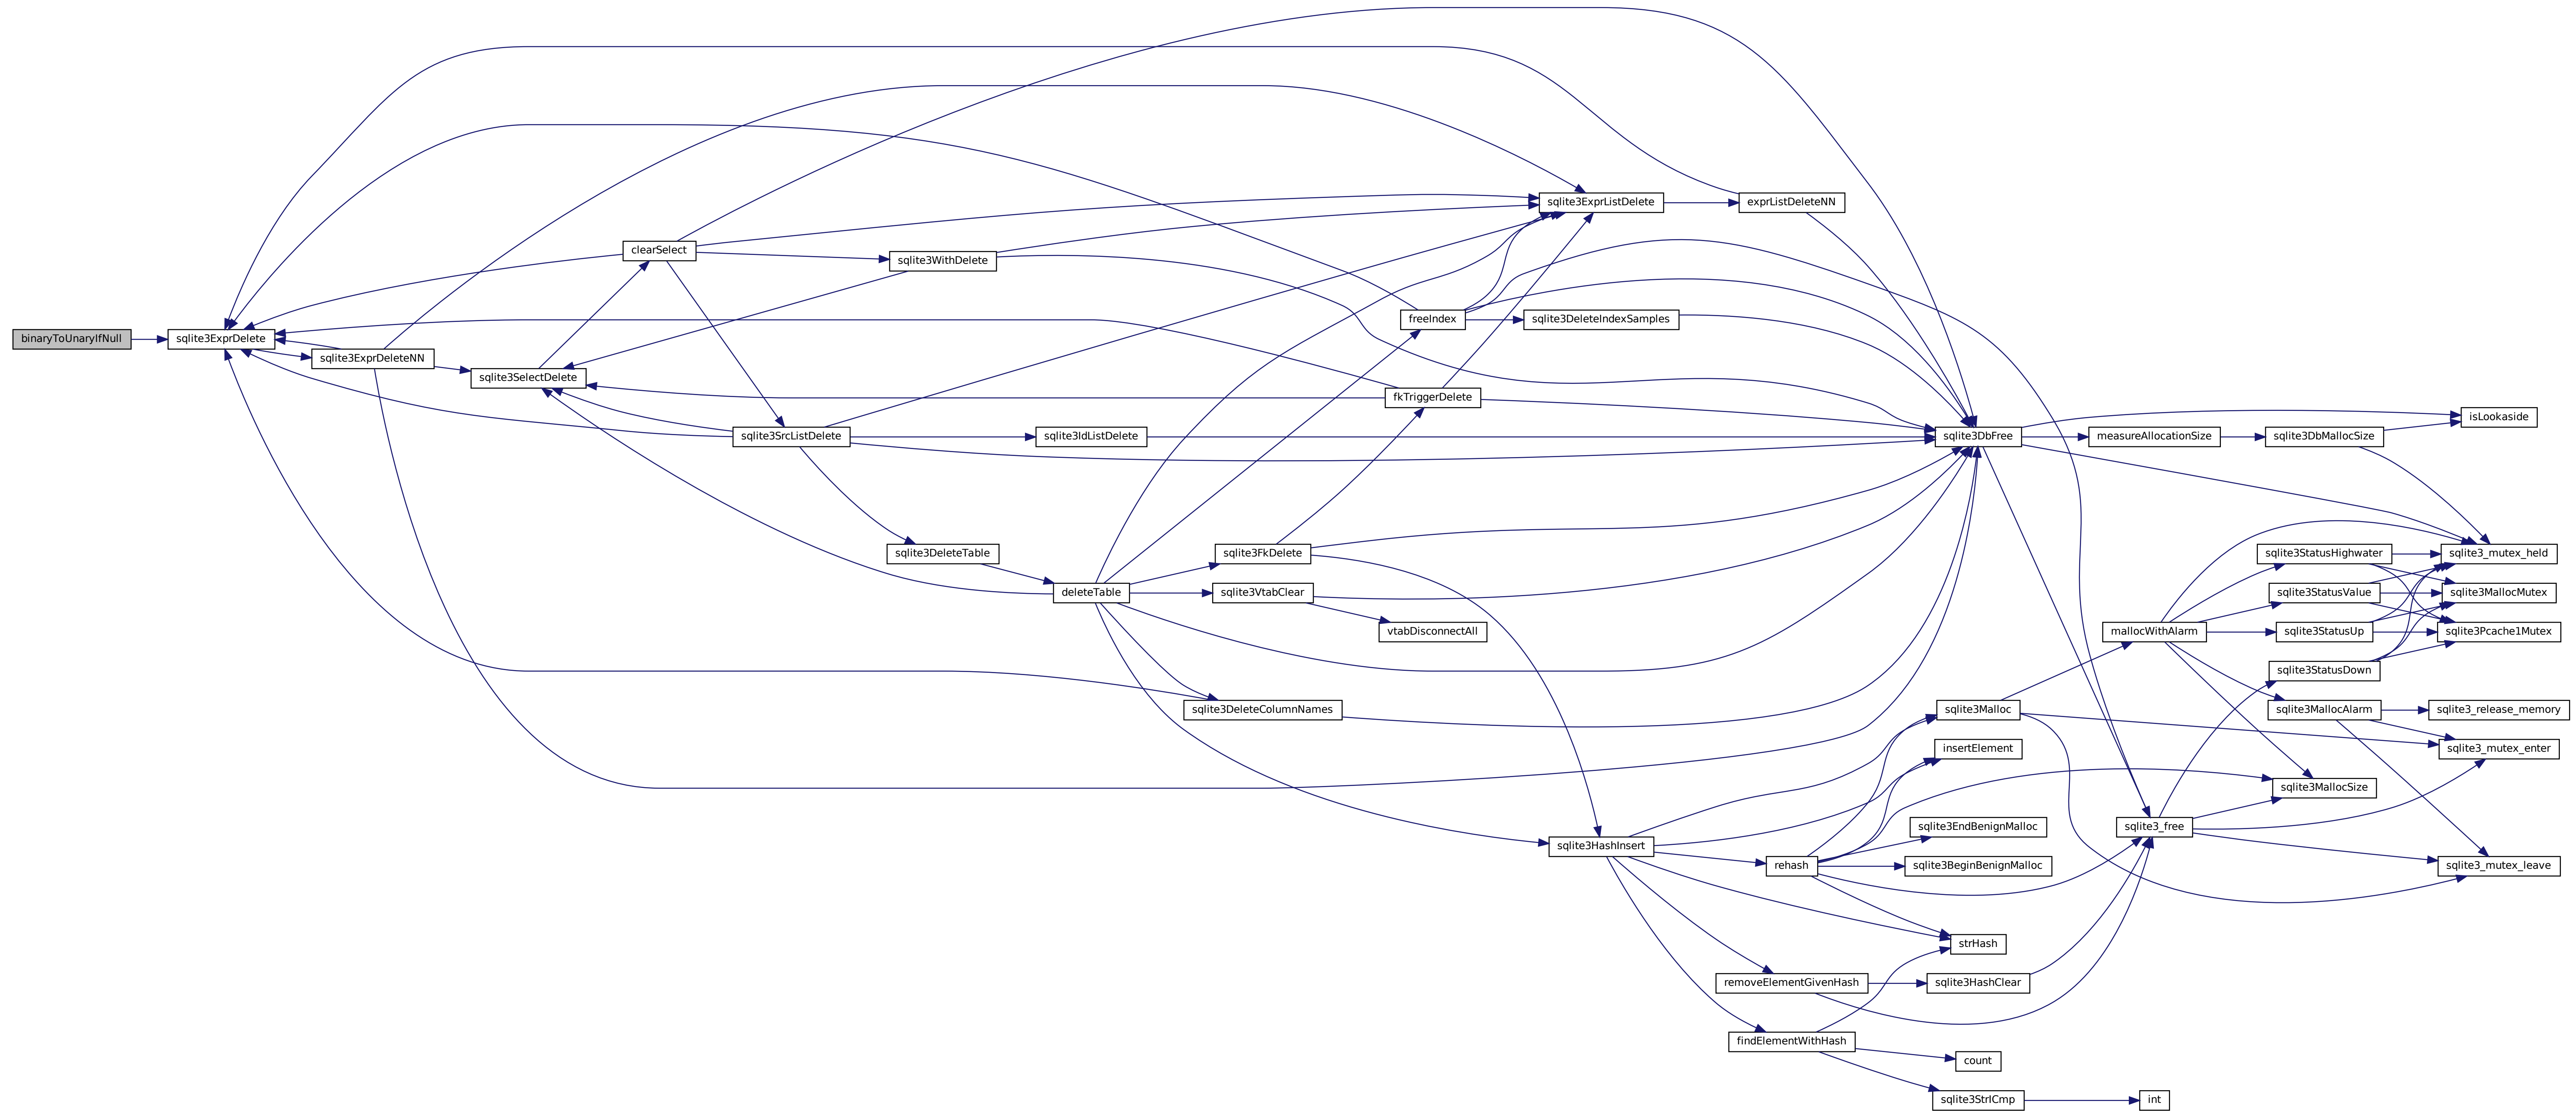 binaryToUnaryIfNull
sqlite3ExprDelete
sqlite3ExprDeleteNN
sqlite3SelectDelete
clearSelect
sqlite3SrcListDelete
sqlite3WithDelete
sqlite3DeleteTable
sqlite3IdListDelete
deleteTable
sqlite3FkDelete
sqlite3VtabClear
sqlite3DeleteColumnNames
freeIndex
fkTriggerDelete
vtabDisconnectAll
sqlite3ExprListDelete
sqlite3DeleteIndexSamples
sqlite3HashInsert
exprListDeleteNN
rehash
removeElementGivenHash
findElementWithHash
sqlite3DbFree
sqlite3Malloc
insertElement
sqlite3EndBenignMalloc
sqlite3BeginBenignMalloc
strHash
sqlite3HashClear
count
sqlite3StrICmp
measureAllocationSize
mallocWithAlarm
sqlite3_free
int
sqlite3DbMallocSize
sqlite3StatusHighwater
sqlite3StatusValue
sqlite3StatusUp
sqlite3StatusDown
sqlite3MallocAlarm
sqlite3MallocSize
isLookaside
sqlite3_mutex_held
sqlite3MallocMutex
sqlite3Pcache1Mutex
sqlite3_release_memory
sqlite3_mutex_enter
sqlite3_mutex_leave